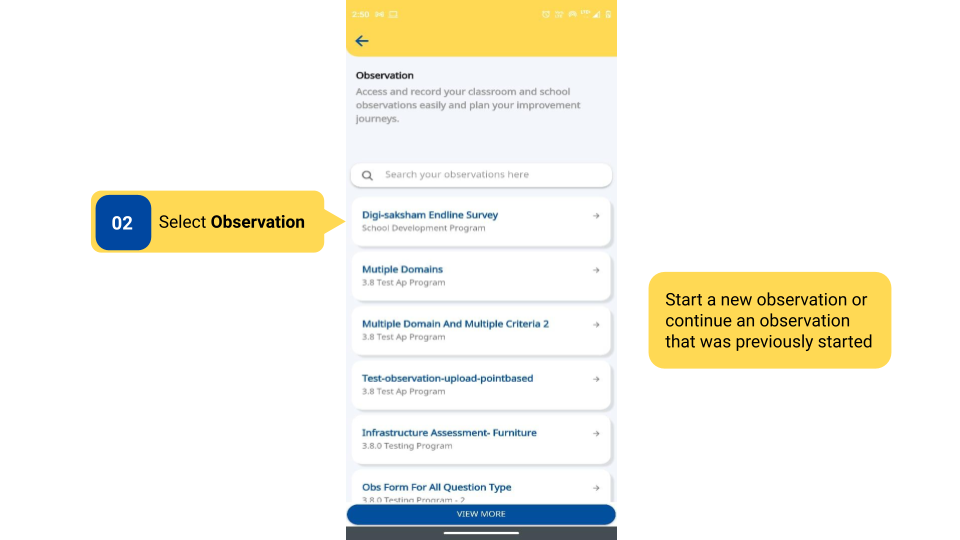 2:50
Observation
Access and record your classroom and school
observations easily and plan your improvement
journeys.
Search your observations here
02 Select Observation
Digi-saksham Endline Survey
School Development Program
Mutiple Domains
3.8 Test Ap Program
Multiple Domain And Multiple Criteria 2
3.8 Test Ap Program
Test-observation-upload-pointbased
3.8 Test Ap Program
Infrastructure Assessment- Furniture
3.8.0 Testing Program
Obs Form For All Question Type
3.8.0 Testing Program - 2
VIEW MORE
Start a new observation or
continue an observation
that was previously started